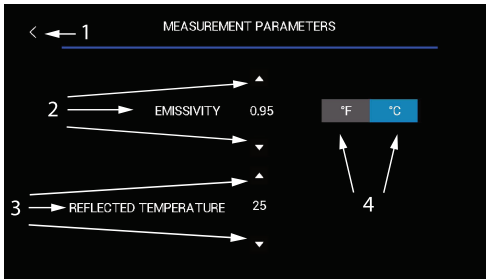 < 1 MEASUREMENT PARAMETERS
2 EMISSIVITY 0.95 °F °C
3 REFLECTED TEMPERATURE 25 4